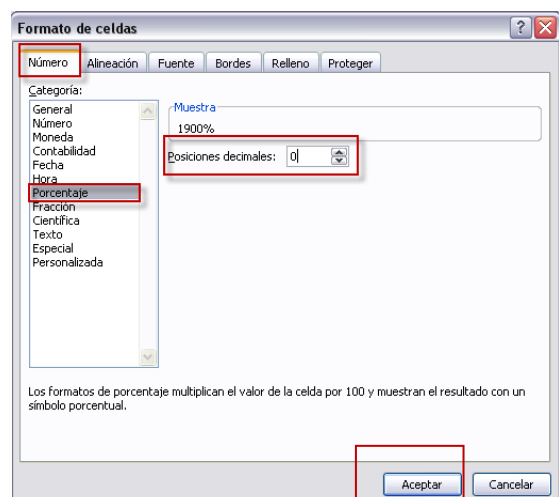 Formato de celdas
Número Alineación Fuente Bordes Relleno Proteger
Categoría:
General
Número
Moneda
Contabilidad
Fecha
Hora
Porcentaje
Fracción
Científica
Texto
Especial
Personalizada
Muestra
1900%
Posiciones decimales: 0
Los formatos de porcentaje multiplican el valor de la celda por 100 y muestran el resultado con un
símbolo porcentual.
Aceptar Cancelar